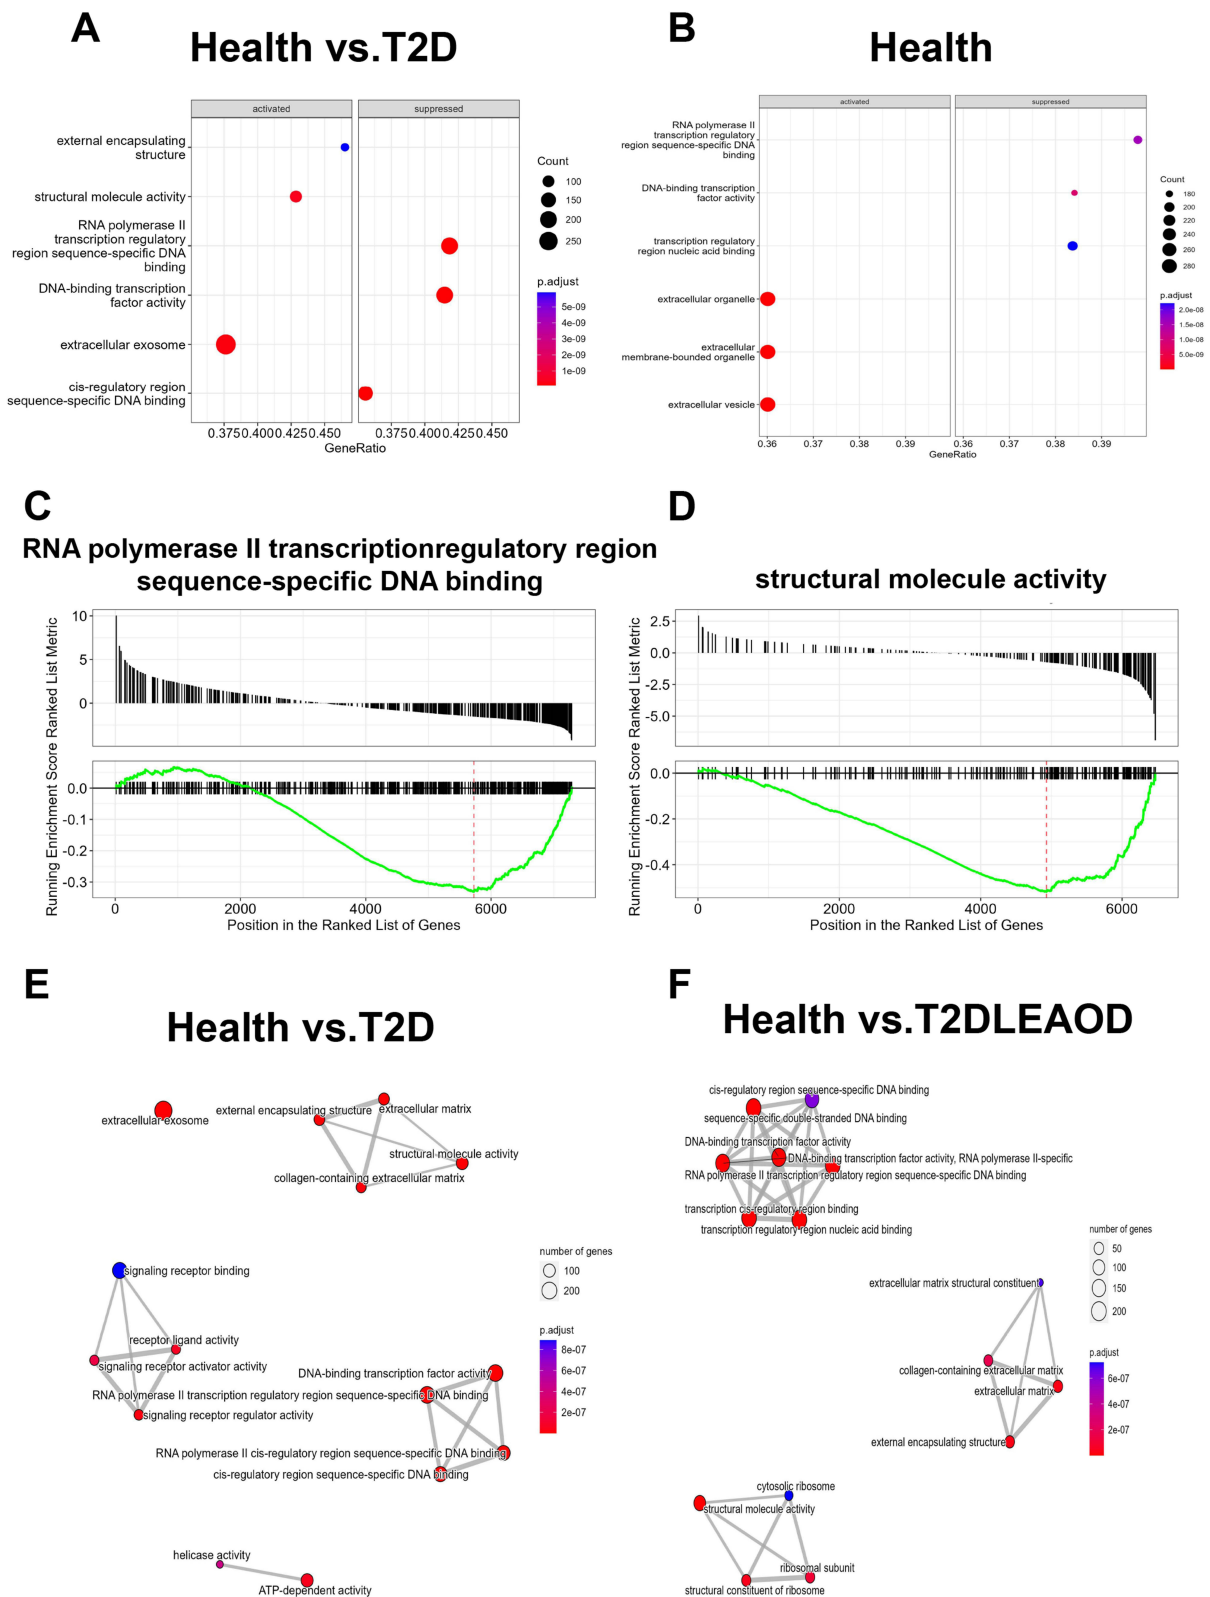 A
Health vs.T2D
activated
suppressed
external encapsulating
structure
structural molecule activity
RNA polymerase II
transcription regulatory
region sequence-specific DNA
binding
DNA-binding transcription
factor activity
extracellular exosome
cis-regulatory region
sequence-specific DNA binding
0.375 0.400 0.425 0.450
0.375 0.400 0.425 0.450
GeneRatio
Count
100
150
200
250
p.adjust
5e-09
4e-09
3e-09
2e-09
1e-09
B
Health
activated
suppressed
RNA polymerase II
transcription regulatory
region sequence-specific DNA
binding
DNA-binding transcription
factor activity
transcription regulatory
region nucleic acid binding
extracellular organelle
extracellular
membrane-bounded organelle
extracellular vesicle
0.36 0.37 0.38 0.39
0.36 0.37 0.38 0.39
GeneRatio
Count
180
200
220
240
260
280
p.adjust
2.0e-08
1.5e-08
1.0e-08
5.0e-09
C
RNA polymerase II transcriptionregulatory region
sequence-specific DNA binding
Ranked List Metric
10
5
0
Running Enrichment Score
0.0
-0.1
-0.2
-0.3
0 2000 4000 6000
Position in the Ranked List of Genes
D
structural molecule activity
Ranked List Metric
2.5
0.0
-2.5
-5.0
Running Enrichment Score
0.0
-0.2
-0.4
0 2000 4000 6000
Position in the Ranked List of Genes
E
Health vs.T2D
extracellular exosome
external encapsulating structure
extracellular matrix
structural molecule activity
collagen-containing extracellular matrix
signaling receptor binding
receptor ligand activity
signaling receptor activator activity
signaling receptor regulator activity
DNA-binding transcription factor activity
RNA polymerase II transcription regulatory region sequence-specific DNA binding
RNA polymerase II cis-regulatory region sequence-specific DNA binding
cis-regulatory region sequence-specific DNA binding
helicase activity
ATP-dependent activity
number of genes
100
200
p.adjust
8e-07
6e-07
4e-07
2e-07
F
Health vs.T2DLEAOD
cis-regulatory region sequence-specific DNA binding
sequence-specific double-stranded DNA binding
DNA-binding transcription factor activity
DNA-binding transcription factor activity, RNA polymerase II-specific
RNA polymerase II transcription regulatory region sequence-specific DNA binding
transcription cis-regulatory region binding
transcription regulatory region nucleic acid binding
extracellular matrix structural constituent
collagen-containing extracellular matrix
extracellular matrix
external encapsulating structure
cytosolic ribosome
structural molecule activity
ribosomal subunit
structural constituent of ribosome
number of genes
50
100
150
200
p.adjust
6e-07
4e-07
2e-07